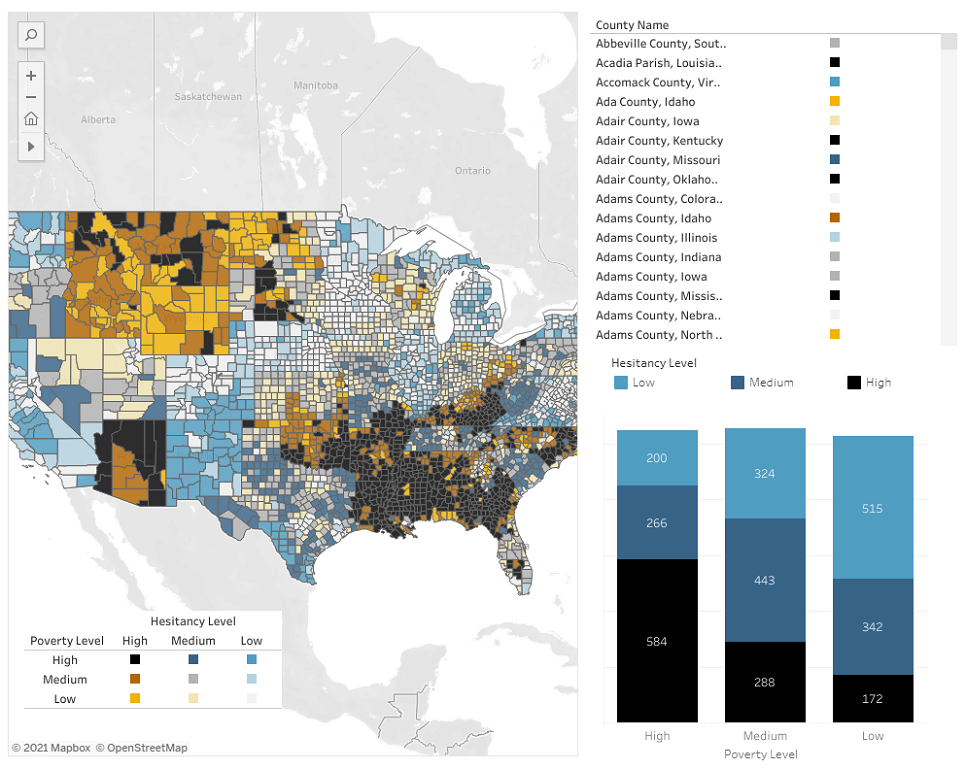 Alberta
Saskatchewan
Manitoba
Ontario
Hesitancy Level
Poverty Level High Medium Low
High
Medium
Low
© 2021 Mapbox © OpenStreetMap
County Name
Abbeville County, Sout..
Acadia Parish, Louisia..
Accomack County, Vir..
Ada County, Idaho
Adair County, Iowa
Adair County, Kentucky
Adair County, Missouri
Adair County, Oklaho..
Adams County, Colora..
Adams County, Idaho
Adams County, Illinois
Adams County, Indiana
Adams County, Iowa
Adams County, Missis..
Adams County, Nebra..
Adams County, North ..
Hesitancy Level
Low Medium High
200 324 515
266 443 342
584 288 172
High Medium Low
Poverty Level